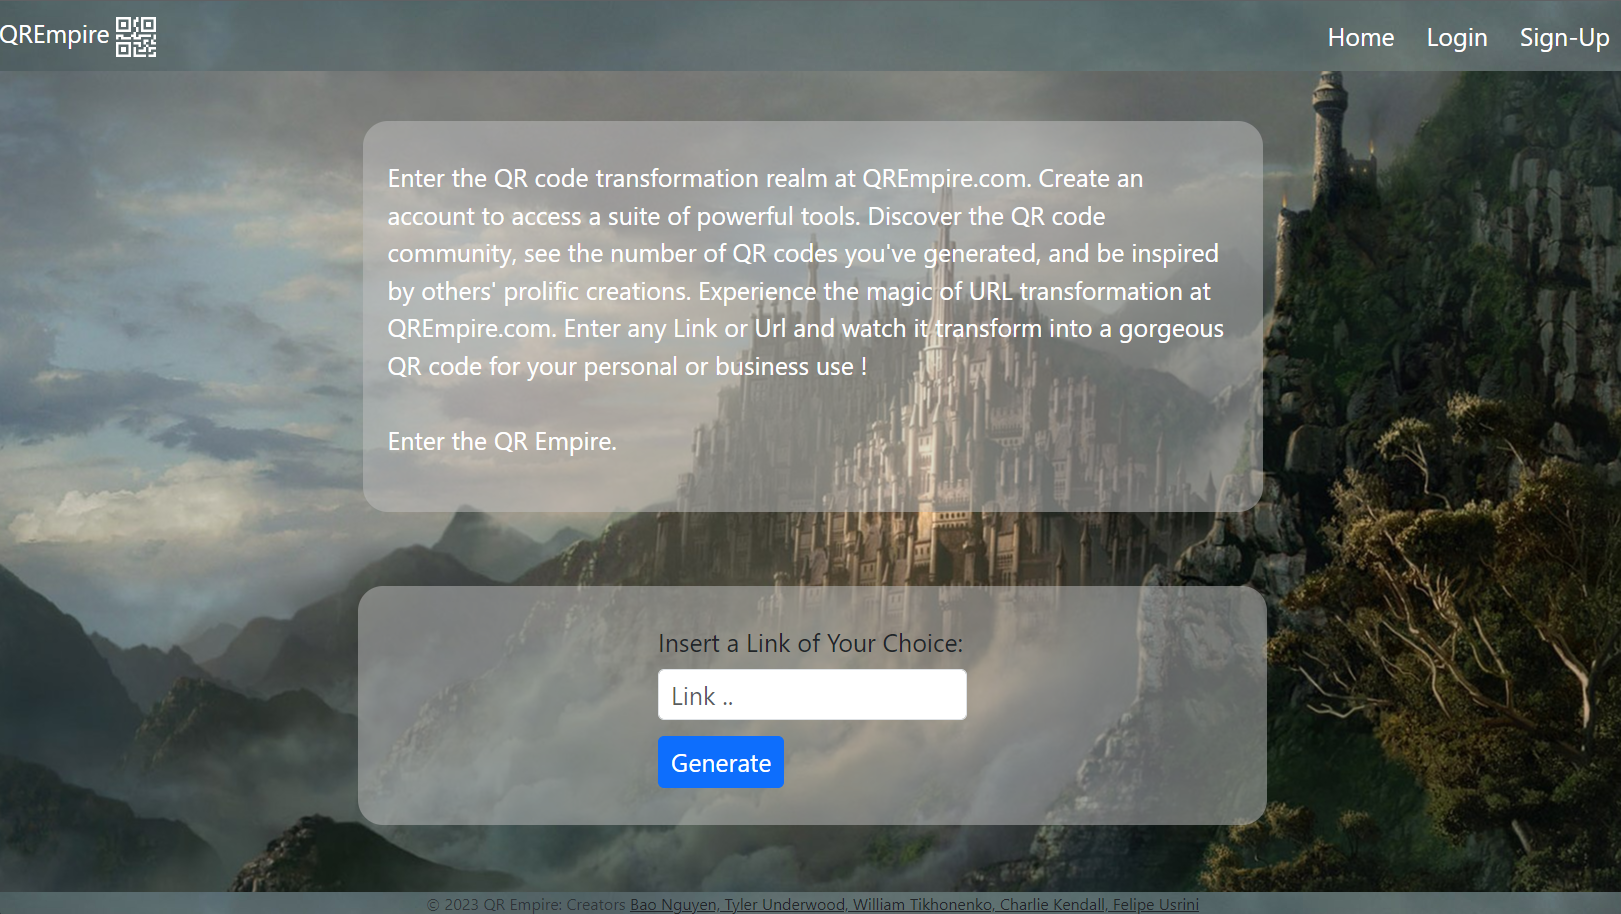 QREmpire
Home Login Sign-Up
Enter the QR code transformation realm at QREmpire.com. Create an
account to access a suite of powerful tools. Discover the QR code
community, see the number of QR codes you've generated, and be inspired
by others' prolific creations. Experience the magic of URL transformation at
QREmpire.com. Enter any Link or Url and watch it transform into a gorgeous
QR code for your personal or business use !
Enter the QR Empire.
Insert a Link of Your Choice:
Link ..
Generate
© 2023 QR Empire: Creators Bao Nguyen, Tyler Underwood, William Tikhonenko, Charlie Kendall, Felipe Usrini